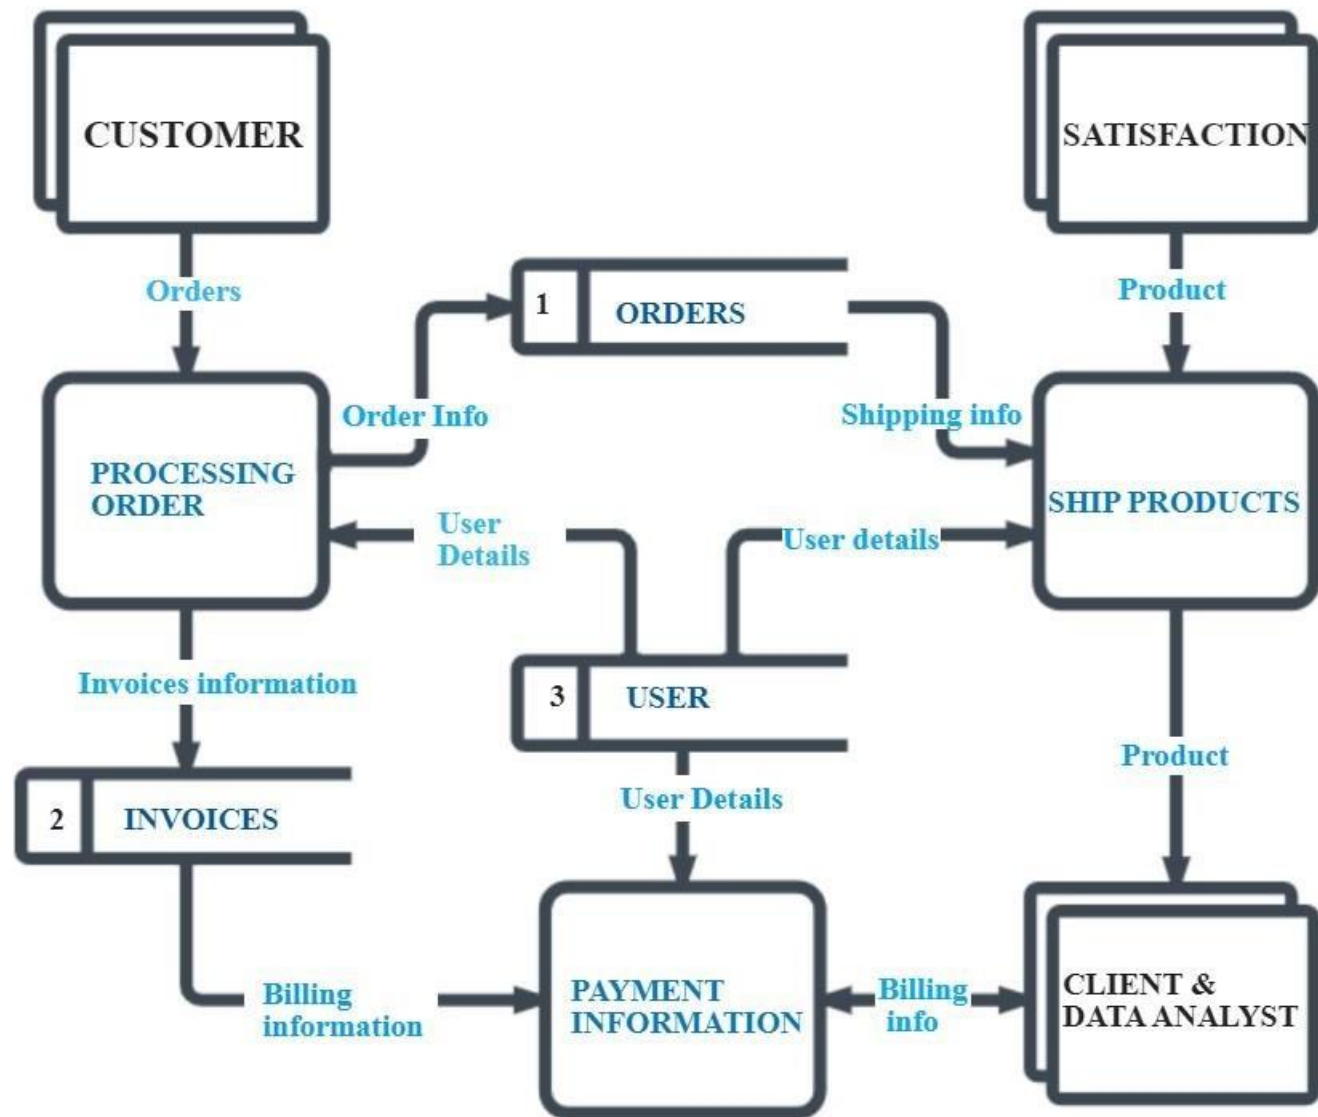 CUSTOMER
SATISFACTION
Orders
Product
1
ORDERS
Order Info
Shipping info
PROCESSING
ORDER
SHIP PRODUCTS
User
Details
User details
Invoices information
3
USER
Product
User Details
2
INVOICES
Billing
information
PAYMENT
INFORMATION
Billing
info
CLIENT &
DATA ANALYST